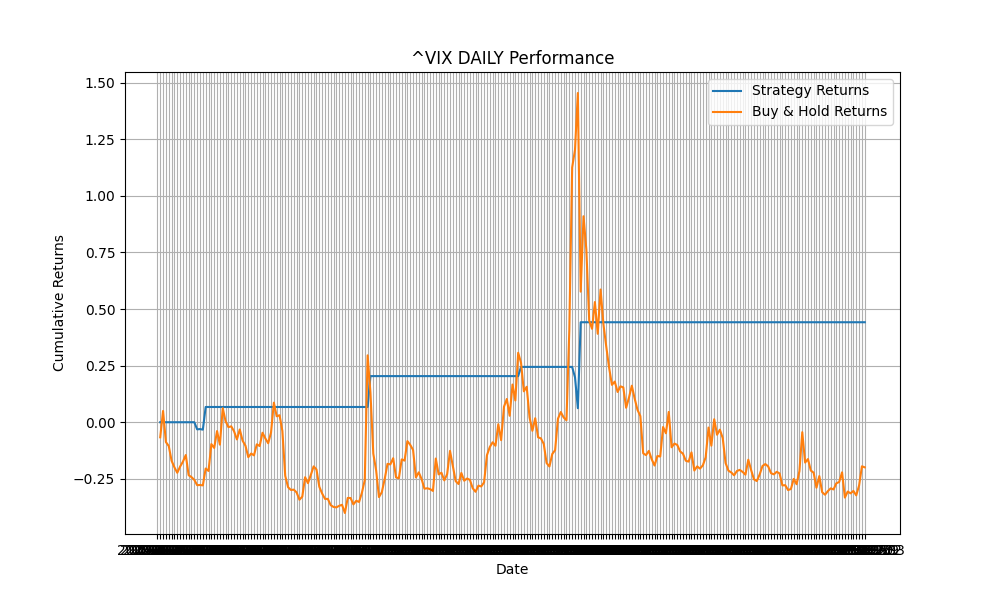 ^VIX DAILY Performance
Strategy Returns
Buy & Hold Returns
Cumulative Returns
1.50
1.25
1.00
0.75
0.50
0.25
0.00
−0.25
Date